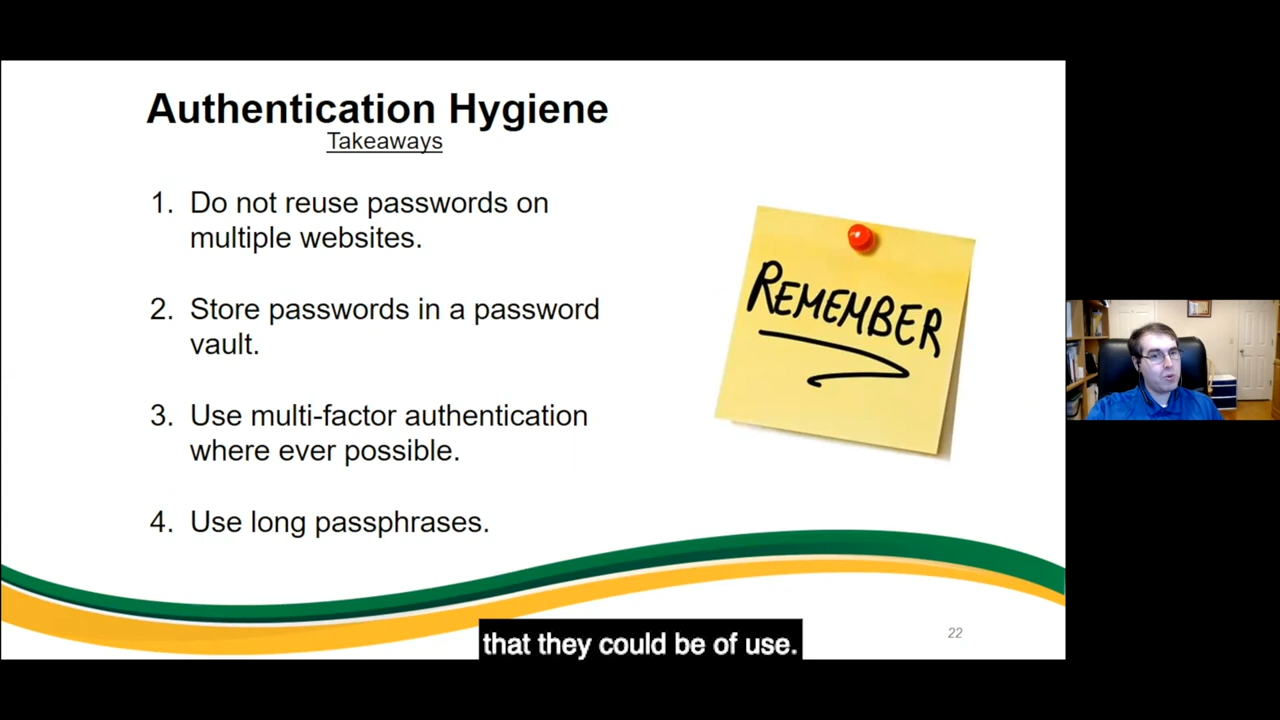 Authentication Hygiene
Takeaways
1. Do not reuse passwords on
multiple websites.
2. Store passwords in a password
vault.
3. Use multi-factor authentication
where ever possible.
4. Use long passphrases.
REMEMBER
22
that they could be of use.